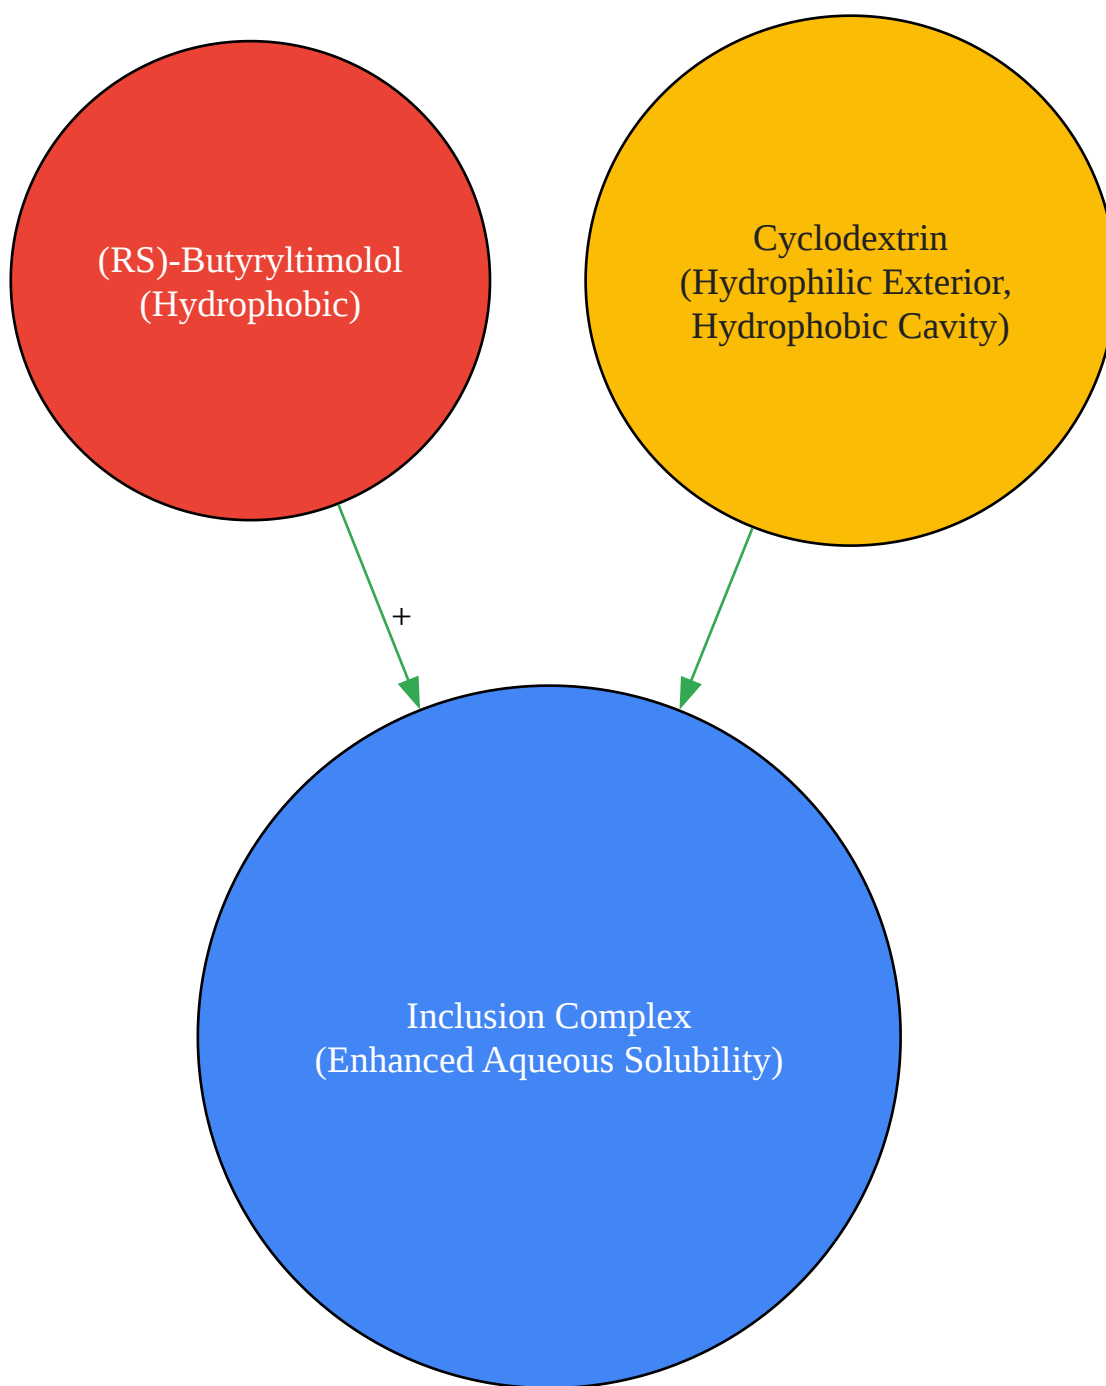 (RS)-Butyryltimolol
(Hydrophobic)
Cyclodextrin
(Hydrophilic Exterior,
Hydrophobic Cavity)
+
Inclusion Complex
(Enhanced Aqueous Solubility)